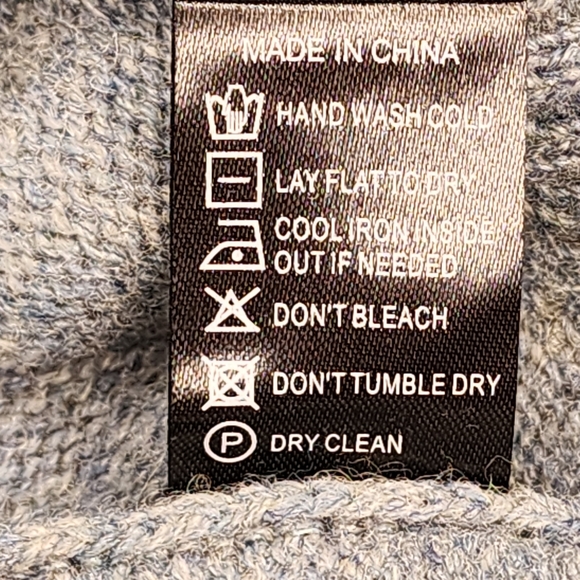 MADE IN CHINA
HAND WASH COLD
LAY FLAT TO DRY
COOL IRON INSIDE
OUT IF NEEDED
DON'T BLEACH
DON'T TUMBLE DRY
P DRY CLEAN